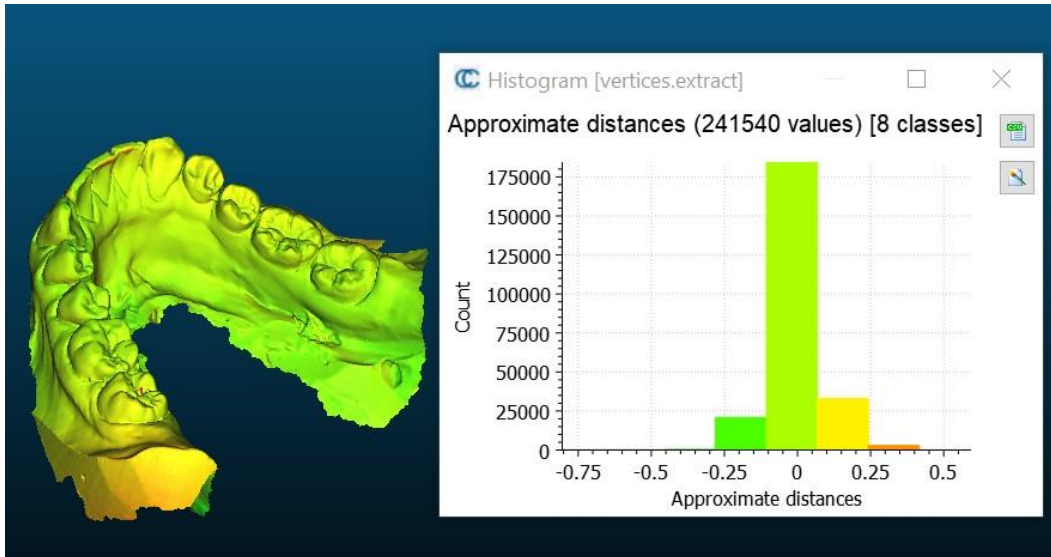 Histogram [vertices.extract]
Approximate distances (241540 values) [8 classes]
CSV
175000
150000
125000
100000
75000
50000
25000
0
Count
-0.75 -0.5 -0.25 0 0.25 0.5
Approximate distances